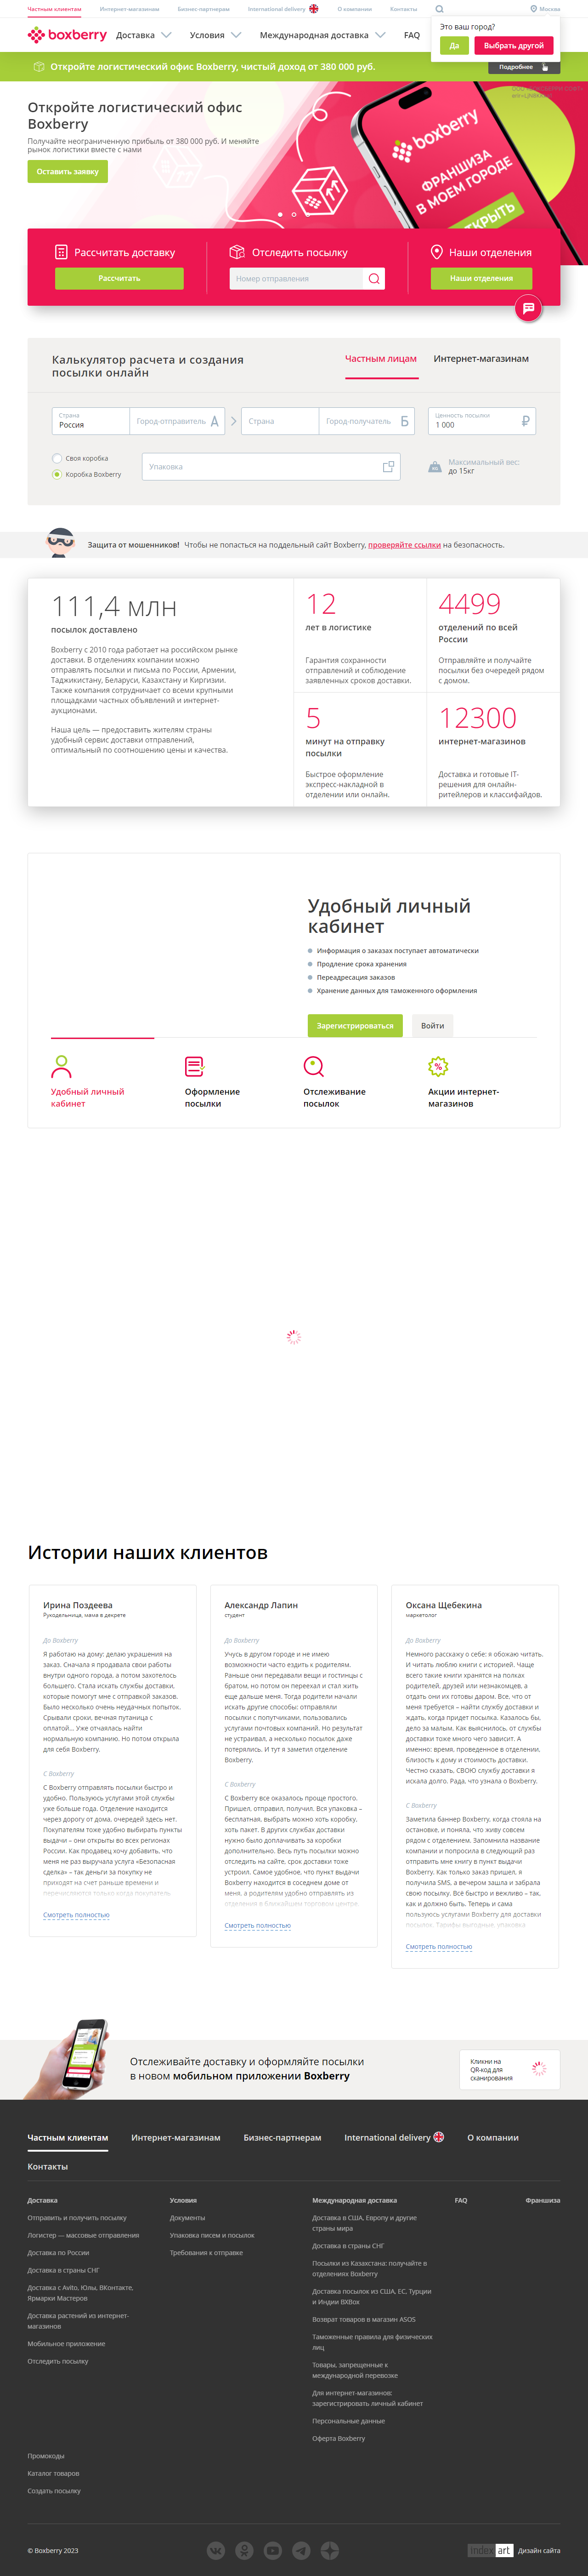 Частным клиентам
Интернет-магазинам
Бизнес-партнерам
International delivery
О компании
Контакты
Москва
Это ваш город?
Да
Выбрать другой
boxberry
Доставка
Условия
Международная доставка
FAQ
Откройте логистический офис Boxberry, чистый доход от 380 000 руб.
Подробнее
Откройте логистический офис
Boxberry
Получайте неограниченную прибыль от 380 000 руб. И меняйте
рынок логистики вместе с нами
Оставить заявку
boxberry
ФРАНШИЗА
В МОЕМ ГОРОДЕ
ОТКРЫТЬ
Рассчитать доставку
Рассчитать
Отследить посылку
Номер отправления
Наши отделения
Наши отделения
Калькулятор расчета и создания
посылки онлайн
Частным лицам
Интернет-магазинам
Страна
Россия
Город-отправитель
А
Страна
Город-получатель
Б
Ценность посылки
1 000
₽
Своя коробка
Коробка Boxberry
Упаковка
Максимальный вес:
до 15кг
Защита от мошенников! Чтобы не попасться на поддельный сайт Boxberry, проверяйте ссылки на безопасность.
111,4 млн
посылок доставлено
Boxberry с 2010 года работает на российском рынке
доставки. В отделениях компании можно
отправлять посылки и письма по России, Армении,
Таджикистану, Беларуси, Казахстану и Киргизии.
Также компания сотрудничает со всеми крупными
площадками частных объявлений и интернет-
аукционами.
Наша цель — предоставить жителям страны
удобный сервис доставки отправлений,
оптимальный по соотношению цены и качества.
12
лет в логистике
Гарантия сохранности
отправлений и соблюдение
заявленных сроков доставки.
4499
отделений по всей
России
Отправляйте и получайте
посылки без очередей рядом
с домом.
5
минут на отправку
посылки
Быстрое оформление
экспресс-накладной в
отделении или онлайн.
12300
интернет-магазинов
Доставка и готовые IT-
решения для онлайн-
ритейлеров и классифайдов.
Удобный личный
кабинет
Информация о заказах поступает автоматически
Продление срока хранения
Переадресация заказов
Хранение данных для таможенного оформления
Зарегистрироваться
Войти
Удобный личный
кабинет
Оформление
посылки
Отслеживание
посылок
Акции интернет-
магазинов
Истории наших клиентов
Ирина Поздеева
Рукодельница, мама в декрете
До Boxberry
Я работаю на дому: делаю украшения на
заказ. Сначала я продавала свои работы
внутри одного города, а потом захотелось
большего. Стала искать службы доставки,
которые помогут мне с отправкой заказов.
Было несколько очень неудачных попыток.
Срывали сроки, вечная путаница с
оплатой... Уже отчаялась найти
нормальную компанию. Но потом открыла
для себя Boxberry.
С Boxberry
С Boxberry отправлять посылки быстро и
удобно. Пользуюсь услугами этой службы
уже больше года. Отделение находится
через дорогу от дома, очередей здесь нет.
Покупателям тоже удобно выбирать пункты
выдачи – они открыты во всех регионах
России. Как продавец хочу добавить, что
меня не раз выручала услуга «Безопасная
сделка» – так деньги за покупку не
приходят на счет раньше времени и
перечисляются только когда покупатель
Смотреть полностью
Александр Лапин
студент
До Boxberry
Учусь в другом городе и не имею
возможности часто ездить к родителям.
Раньше они передавали вещи и гостинцы с
братом, но потом он переехал и стал жить
еще дальше меня. Тогда родители начали
искать другие способы: отправляли
посылки с попутчиками, пользовались
услугами почтовых компаний. Но результат
не устраивал, а несколько посылок даже
потерялись. И тут я заметил отделение
Boxberry.
С Boxberry
С Boxberry все оказалось проще простого.
Пришел, отправил, получил. Вся упаковка –
бесплатная, выбрать можно хоть коробку,
хоть пакет. В других службах доставки
нужно было доплачивать за коробки
дополнительно. Весь путь посылки можно
отследить на сайте, срок доставки тоже
устроил. Самое удобное, что пункт выдачи
Boxberry находится в соседнем доме от
меня, а родителям удобно отправлять из
отделения в ближайшем торговом центре.
Смотреть полностью
Оксана Щебекина
маркетолог
До Boxberry
Немного расскажу о себе: я обожаю читать.
И читать люблю книги с историей. Чаще
всего такие книги хранятся на полках
родителей, друзей или незнакомцев, а
отдать они их готовы даром. Все, что от
меня требуется – найти службу доставки и
ждать, когда придет посылка. Казалось бы,
дело за малым. Как выяснилось, от службы
доставки тоже много чего зависит. А
именно: время, проведенное в отделении,
близость к дому и стоимость доставки.
Честно сказать, СВОЮ службу доставки я
искала долго. Рада, что узнала о Boxberry.
С Boxberry
Заметила баннер Boxberry, когда стояла на
остановке, и поняла, что живу совсем
рядом с отделением. Запомнила название
компании и попросила в следующий раз
отправить мне книгу в пункт выдачи
Boxberry. Как только заказ пришел, я
получила SMS, а вечером зашла и забрала
свою посылку. Всё быстро и вежливо – так,
как и должно быть. Теперь и сама
пользуюсь услугами Boxberry для доставки
посылок. Тарифы выгодные, упаковка
Смотреть полностью
Отслеживайте доставку и оформляйте посылки
в новом мобильном приложении Boxberry
Кликни на
QR-код для
сканирования
Частным клиентам
Интернет-магазинам
Бизнес-партнерам
International delivery
О компании
Контакты
Доставка
Отправить и получить посылку
Логистер — массовые отправления
Доставка по России
Доставка в страны СНГ
Доставка с Avito, Юлы, ВКонтакте,
Ярмарки Мастеров
Доставка растений из интернет-
магазинов
Мобильное приложение
Отследить посылку
Условия
Документы
Упаковка писем и посылок
Требования к отправке
Международная доставка
Доставка в США, Европу и другие
страны мира
Доставка в страны СНГ
Посылки из Казахстана: получайте в
отделениях Boxberry
Доставка посылок из США, ЕС, Турции
и Индии BXBox
Возврат товаров в магазин ASOS
Таможенные правила для физических
лиц
Товары, запрещенные к
международной перевозке
Для интернет-магазинов:
зарегистрировать личный кабинет
Персональные данные
Оферта Boxberry
FAQ
Франшиза
Промокоды
Каталог товаров
Создать посылку
© Boxberry 2023
index art
Дизайн сайта